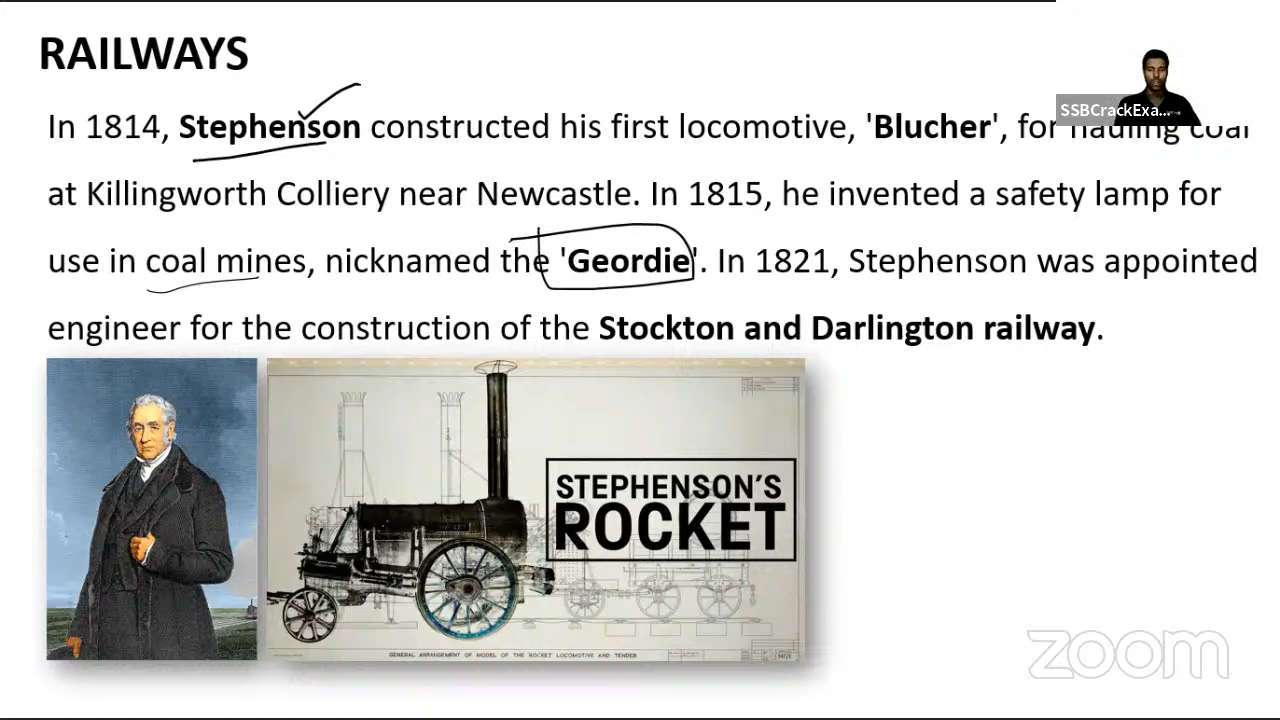 RAILWAYS
SSBCrackExa...
In 1814, Stephenson constructed his first locomotive, 'Blucher', for hauling coal
at Killingworth Colliery near Newcastle. In 1815, he invented a safety lamp for
use in coal mines, nicknamed the 'Geordie'. In 1821, Stephenson was appointed
engineer for the construction of the Stockton and Darlington railway.
STEPHENSON'S
ROCKET
GENERAL ARRANGEMENT OF MODEL OF THE 'ROCKET' LOCOMOTIVE AND TENDER
zoom